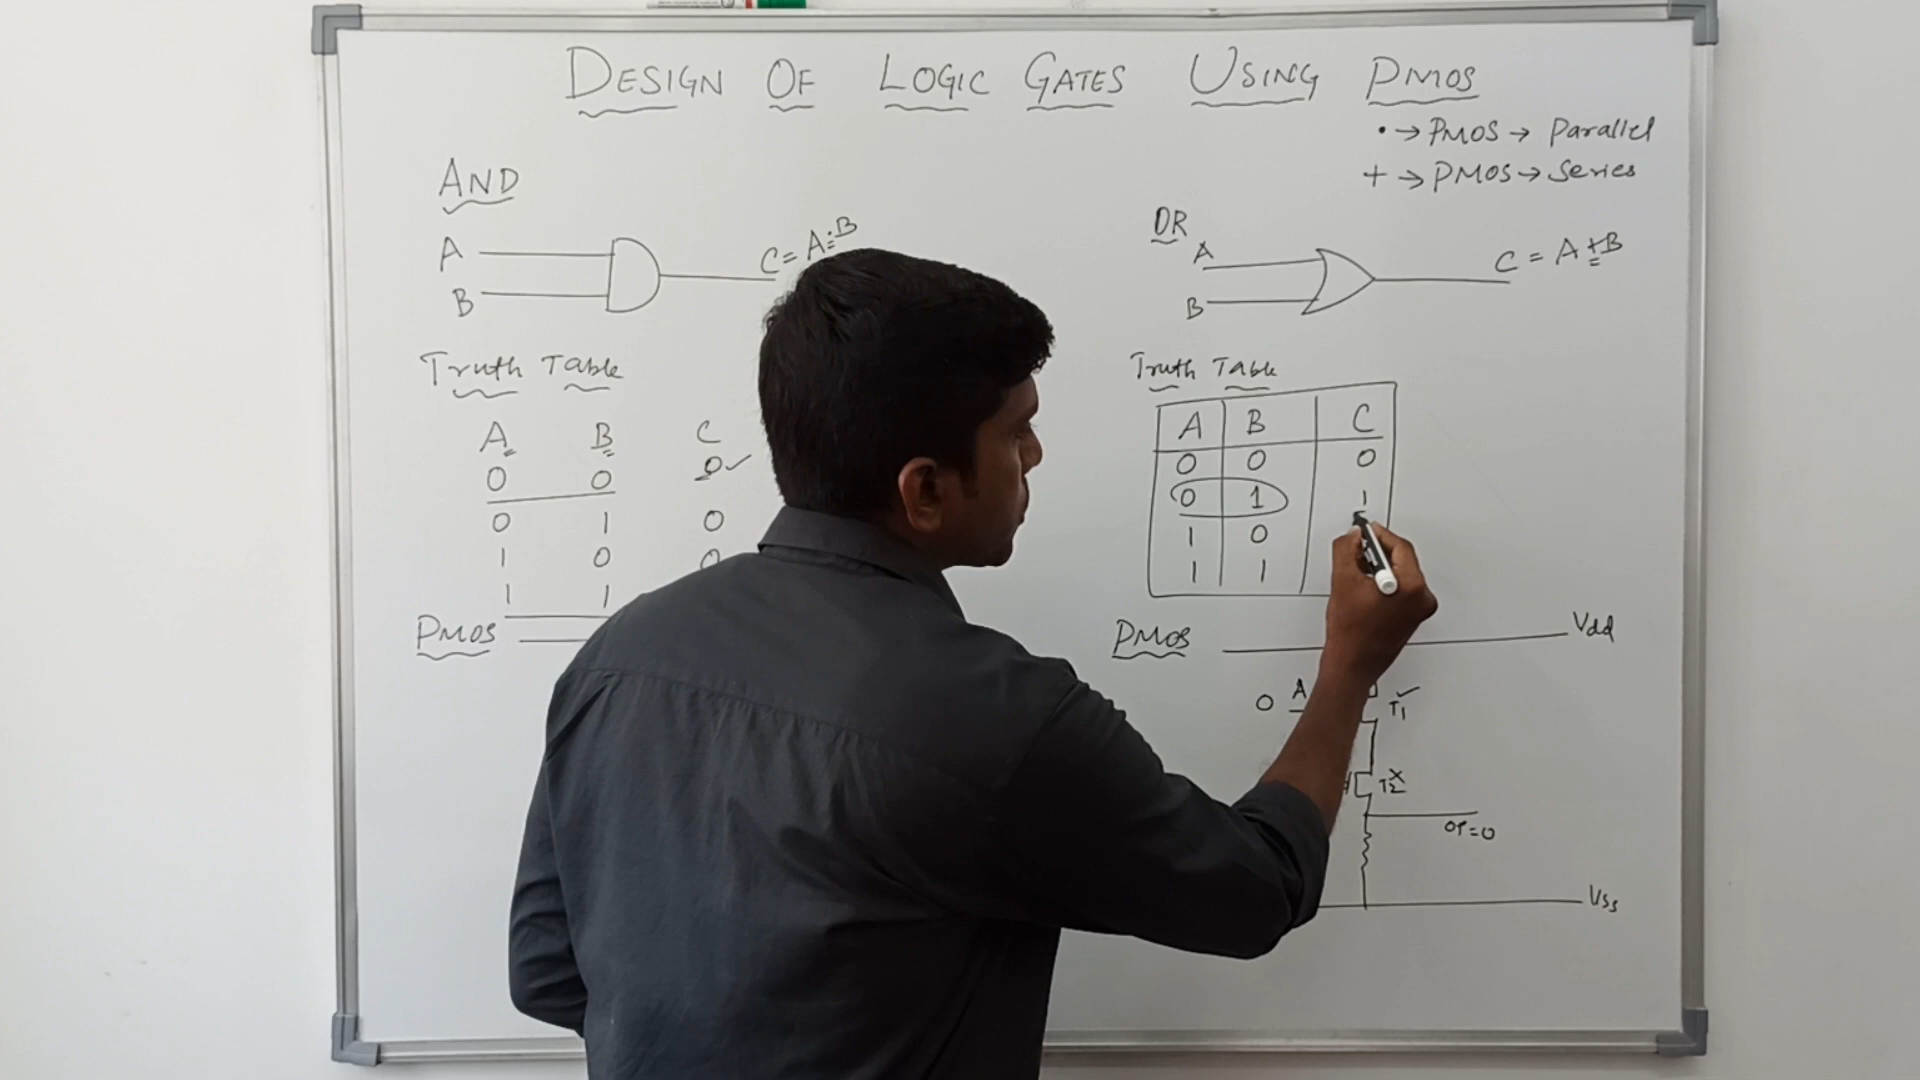 DESIGN OF LOGIC GATES USING PMOS
• → PMOS → Parallel
+ → PMOS → Series
AND
A
B
C = A.B
Truth Table
A B C
0 0 0 ✓
0 1 0
1 0 0
1 1
PMOS
OR
A
B
C = A + B
Truth Table
A B C
0 0 0
0 1 1
1 0
1 1
PMOS
Vdd
0 A T1 ✓
T2 X
OP=0
Vss